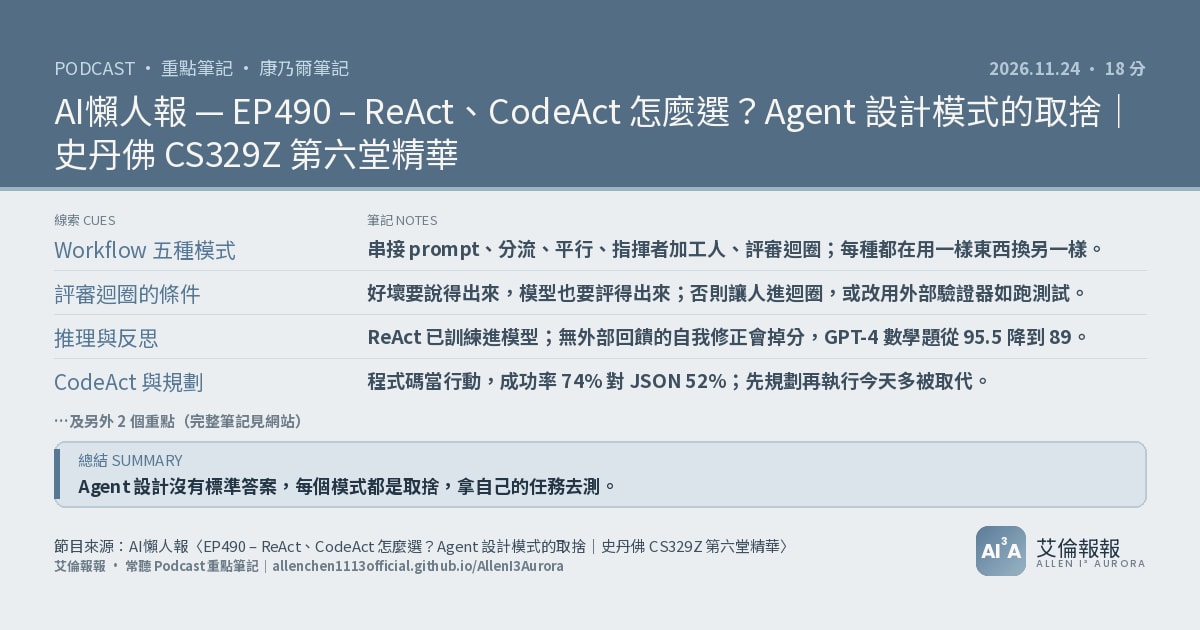 PODCAST • 重點筆記 • 康乃爾筆記
2026.11.24 • 18 分
AI懶人報 — EP490 – ReAct、CodeAct 怎麼選？Agent 設計模式的取捨｜
史丹佛 CS329Z 第六堂精華
線索 CUES
筆記 NOTES
Workflow 五種模式
串接 prompt、分流、平行、指揮者加工人、評審迴圈；每種都在用一樣東西換另一樣。
評審迴圈的條件
好壞要說得出來，模型也要評得出來；否則讓人進迴圈，或改用外部驗證器如跑測試。
推理與反思
ReAct 已訓練進模型；無外部回饋的自我修正會掉分，GPT-4 數學題從 95.5 降到 89。
CodeAct 與規劃
程式碼當行動，成功率 74% 對 JSON 52%；先規劃再執行今天多被取代。
…及另外 2 個重點（完整筆記見網站）
總結 SUMMARY
Agent 設計沒有標準答案，每個模式都是取捨，拿自己的任務去測。
節目來源：AI懶人報〈EP490 – ReAct、CodeAct 怎麼選？Agent 設計模式的取捨｜史丹佛 CS329Z 第六堂精華〉
艾倫報報 • 常聽 Podcast 重點筆記｜allenchen1113official.github.io/AllenI3Aurora
AI³A
艾倫報報
ALLEN I³ AURORA